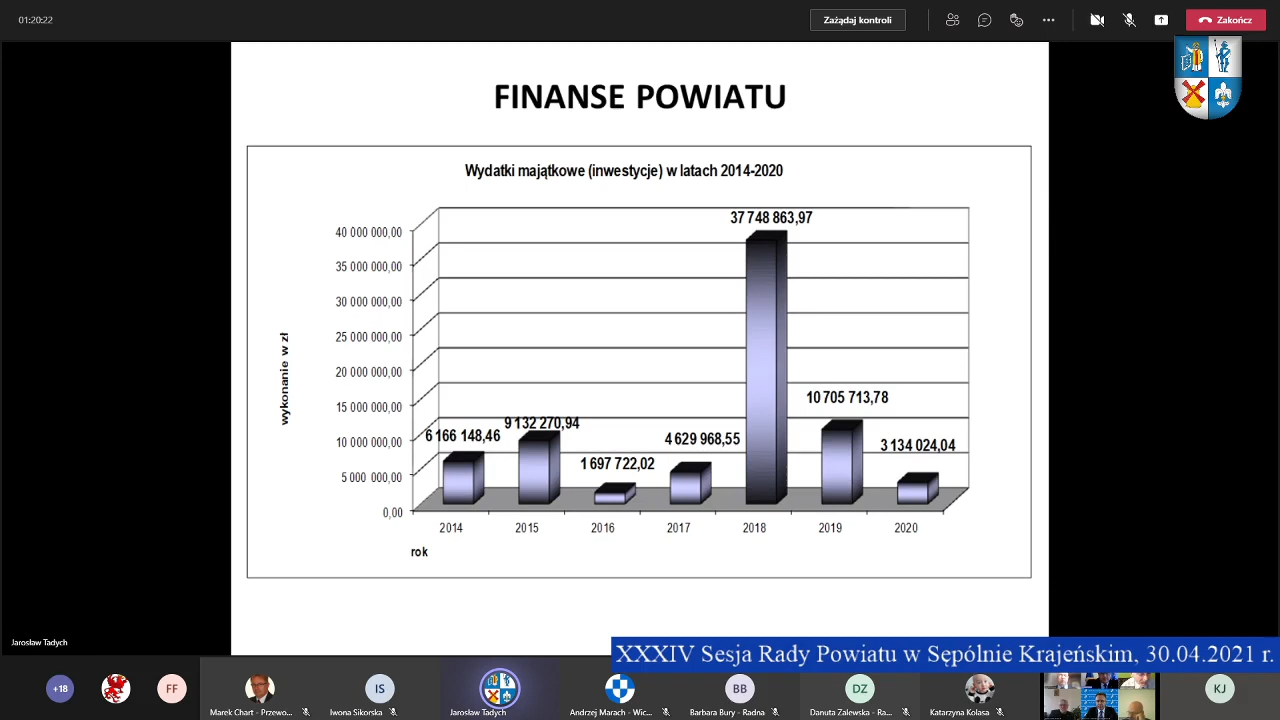 01:20:22
Zażądaj kontroli
Zakończ
FINANSE POWIATU
Wydatki majątkowe (inwestycje) w latach 2014-2020
37 748 863,97
40 000 000,00
35 000 000,00
30 000 000,00
25 000 000,00
20 000 000,00
15 000 000,00
10 000 000,00
5 000 000,00
0,00
wykonanie w zł
6 166 148,46
9 132 270,94
1 697 722,02
4 629 968,55
10 705 713,78
3 134 024,04
2014 2015 2016 2017 2018 2019 2020
rok
Jarosław Tadych
XXXIV Sesja Rady Powiatu w Sępólnie Krajeńskim, 30.04.2021 r.
+18
FF
IS
BB
DZ
KJ
Marek Chart - Przewo...
Iwona Sikorska
Jarosław Tadych
Andrzej Marach - Wic...
Barbara Bury - Radna
Danuta Zalewska - Ra...
Katarzyna Kolasa